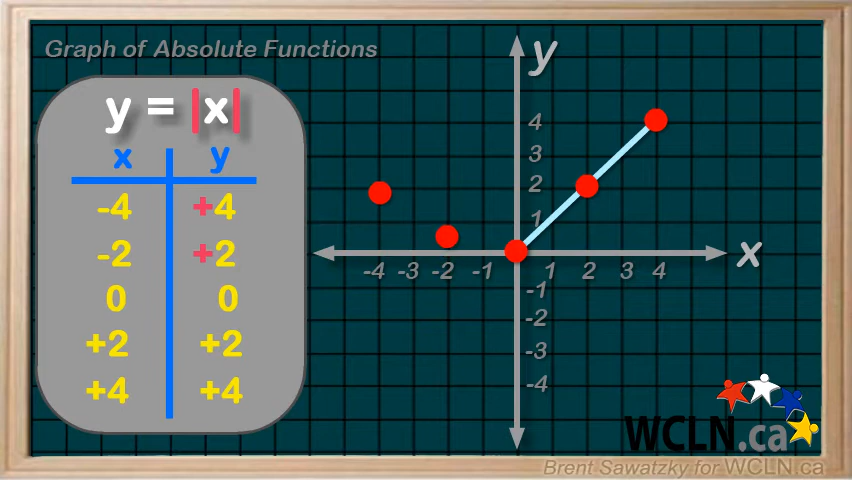 Graph of Absolute Functions
y = |x|
x y
-4 +4
-2 +2
0 0
+2 +2
+4 +4
y
4
3
2
1
x
-4 -3 -2 -1 1 2 3 4
-1
-2
-3
-4
WCLN.ca
Brent Sawatzky for WCLN.ca